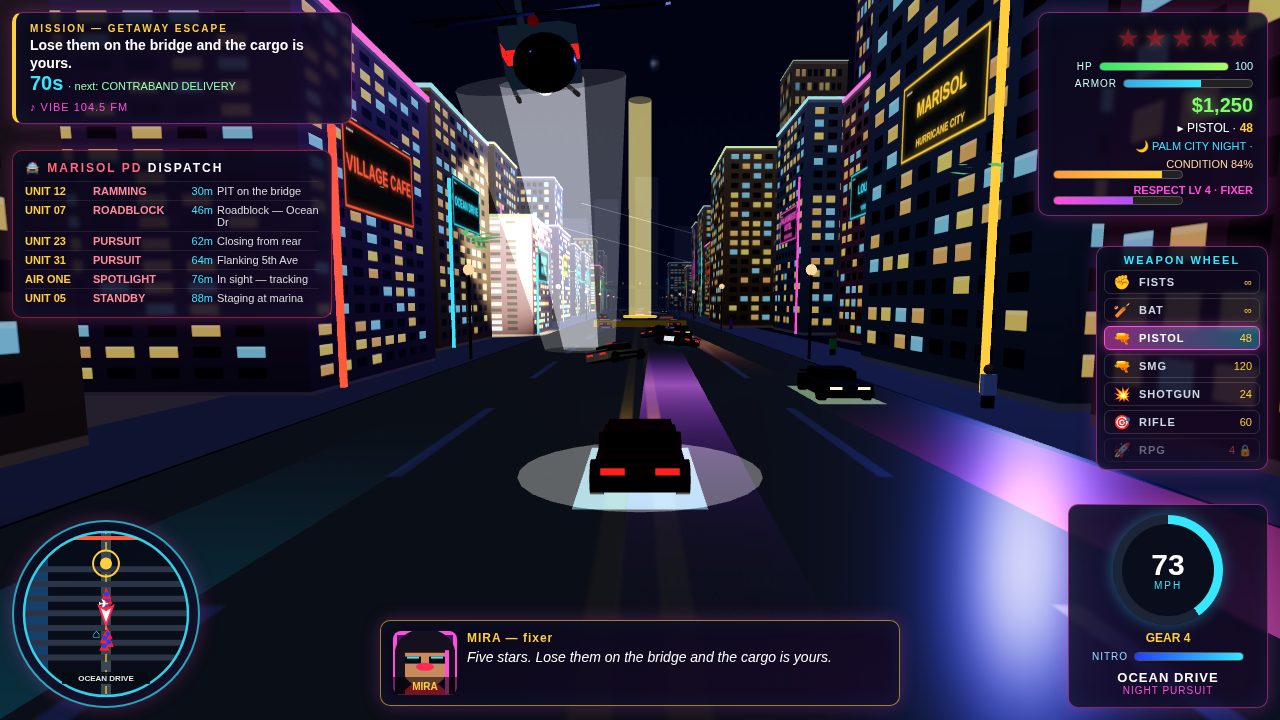 MISSION — GETAWAY ESCAPE
Lose them on the bridge and the cargo is
yours.
70s · next: CONTRABAND DELIVERY
♪ VIBE 104.5 FM
MARISOL PD DISPATCH
UNIT 12 RAMMING 30m PIT on the bridge
UNIT 07 ROADBLOCK 46m Roadblock — Ocean
Dr
UNIT 23 PURSUIT 62m Closing from rear
UNIT 31 PURSUIT 64m Flanking 5th Ave
AIR ONE SPOTLIGHT 76m In sight — tracking
UNIT 05 STANDBY 88m Staging at marina
VILLAGE CAFE
OCEAN DRIVE
MARISOL
HURRICANE CITY
★★★★★
HP 100
ARMOR
$1,250
▸ PISTOL · 48
🌙 PALM CITY NIGHT ·
CONDITION 84%
RESPECT LV 4 · FIXER
WEAPON WHEEL
FISTS ∞
BAT ∞
PISTOL 48
SMG 120
SHOTGUN 24
RIFLE 60
RPG 4 🔒
OCEAN DRIVE
MIRA
MIRA — fixer
Five stars. Lose them on the bridge and the cargo is yours.
73
MPH
GEAR 4
NITRO
OCEAN DRIVE
NIGHT PURSUIT